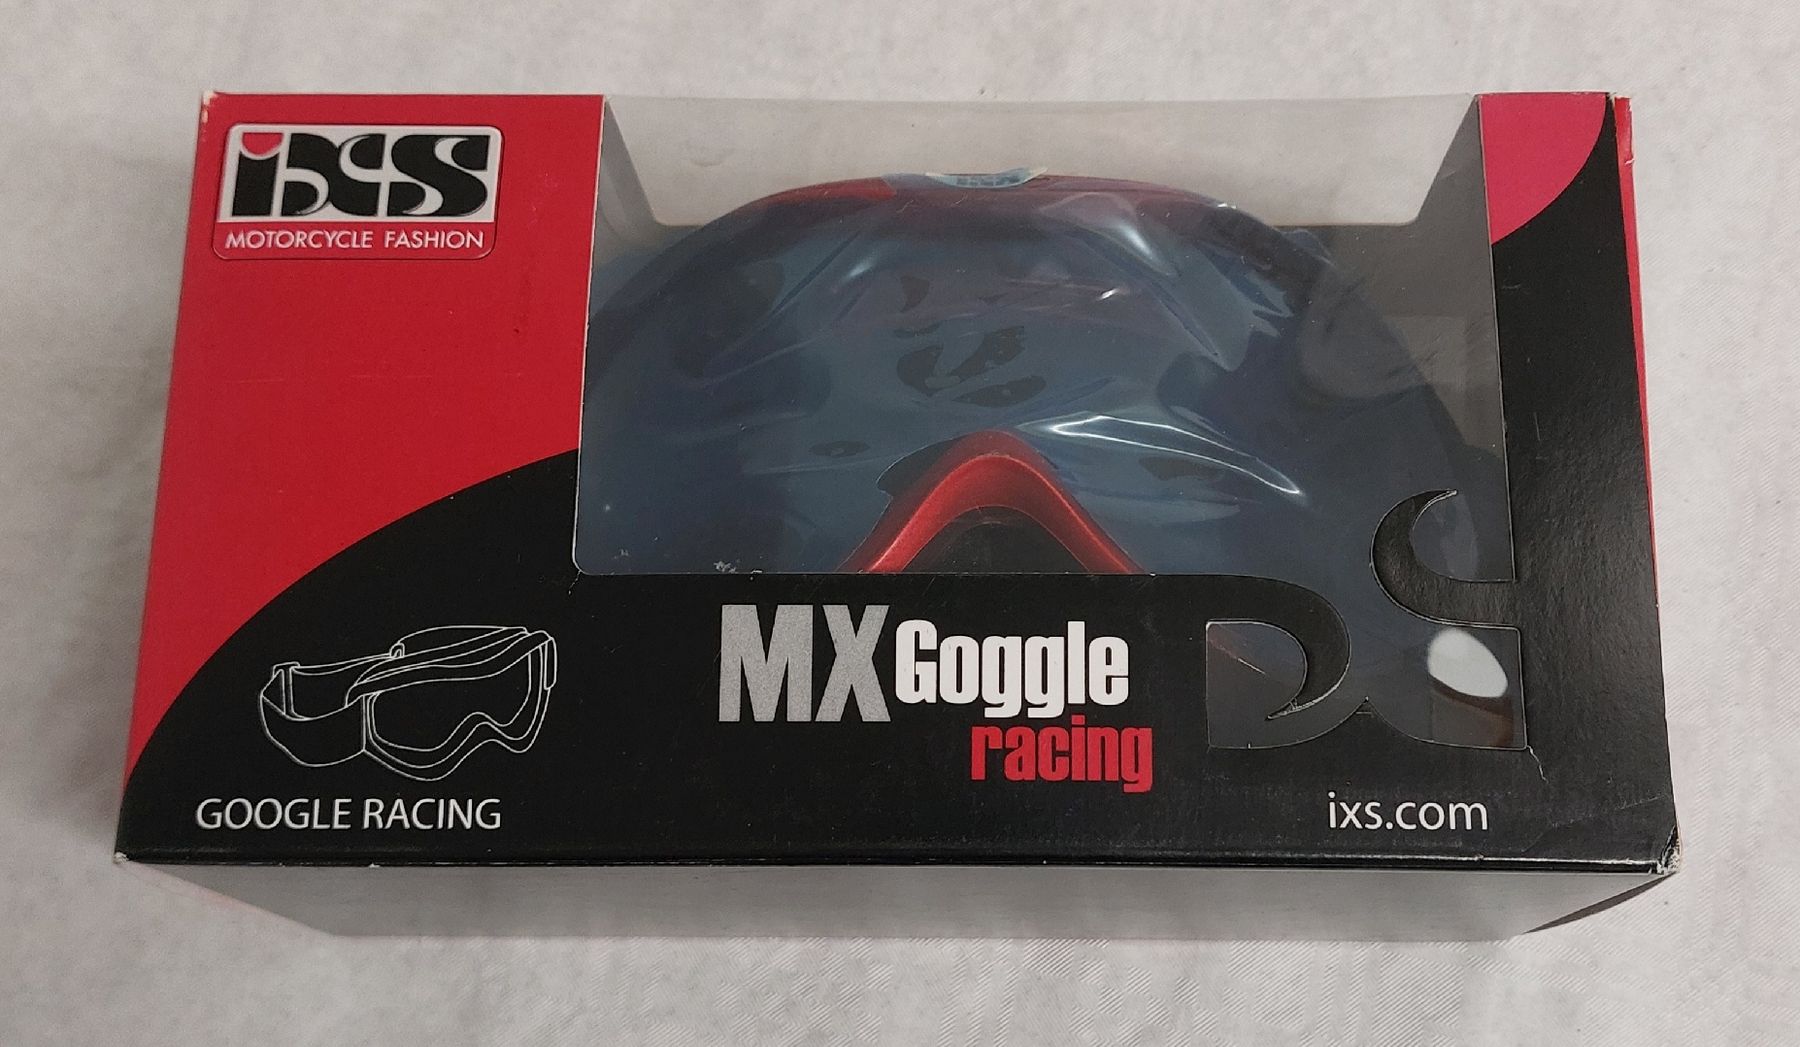 iXS
MOTORCYCLE FASHION
MX Goggle
racing
GOOGLE RACING
ixs.com